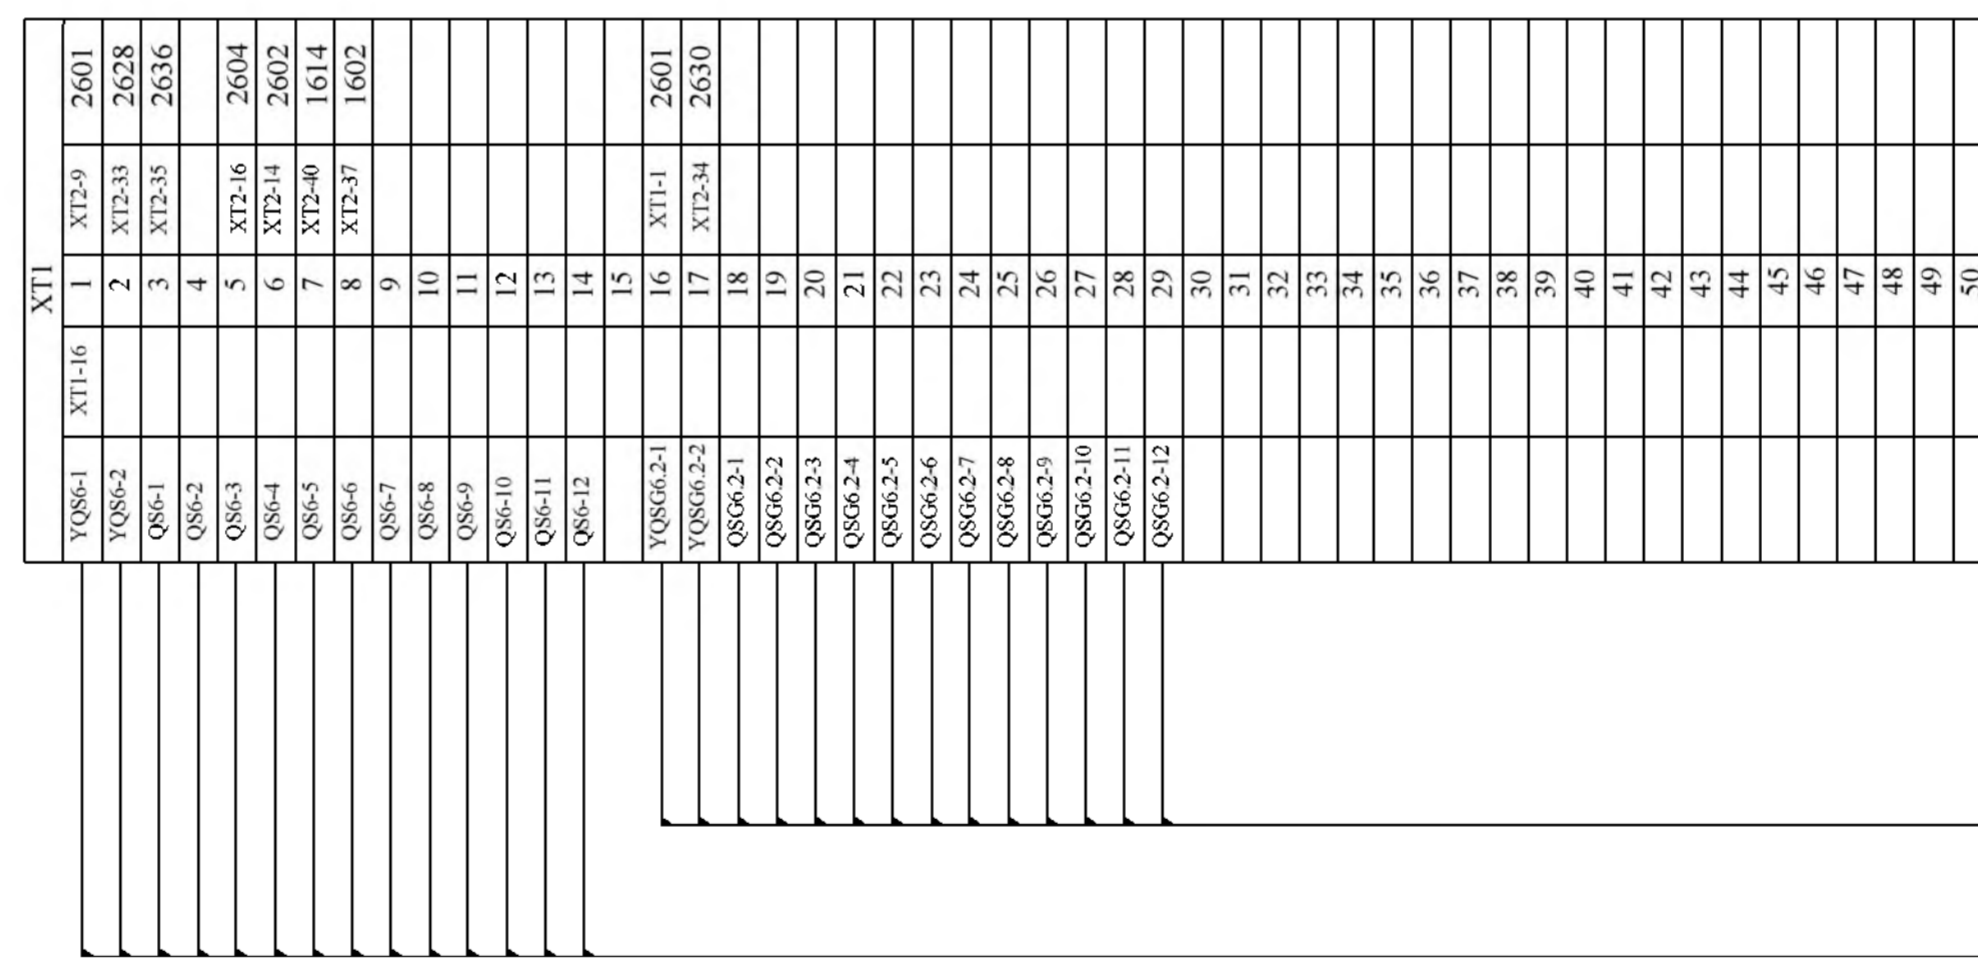 XT1
YQS6-1 XT1-16 1 XT2-9 2601
YQS6-2 2 XT2-33 2628
QS6-1 3 XT2-35 2636
QS6-2 4
QS6-3 5 XT2-16 2604
QS6-4 6 XT2-14 2602
QS6-5 7 XT2-40 1614
QS6-6 8 XT2-37 1602
QS6-7 9
QS6-8 10
QS6-9 11
QS6-10 12
QS6-11 13
QS6-12 14
15
YQSG6.2-1 16 XT1-1 2601
YQSG6.2-2 17 XT2-34 2630
QSG6.2-1 18
QSG6.2-2 19
QSG6.2-3 20
QSG6.2-4 21
QSG6.2-5 22
QSG6.2-6 23
QSG6.2-7 24
QSG6.2-8 25
QSG6.2-9 26
QSG6.2-10 27
QSG6.2-11 28
QSG6.2-12 29
30
31
32
33
34
35
36
37
38
39
40
41
42
43
44
45
46
47
48
49
50